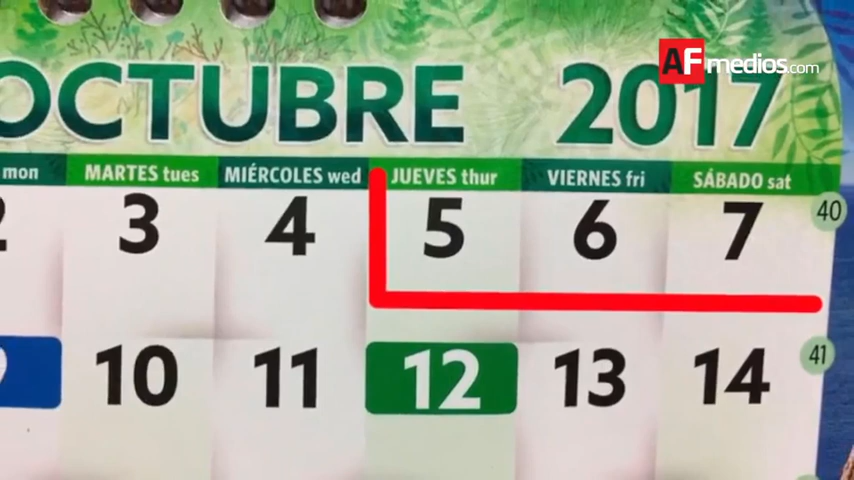 AFmedios.com
OCTUBRE 2017
mon MARTES tues MIÉRCOLES wed JUEVES thur VIERNES fri SÁBADO sat
3 4 5 6 7 40
10 11 12 13 14 41